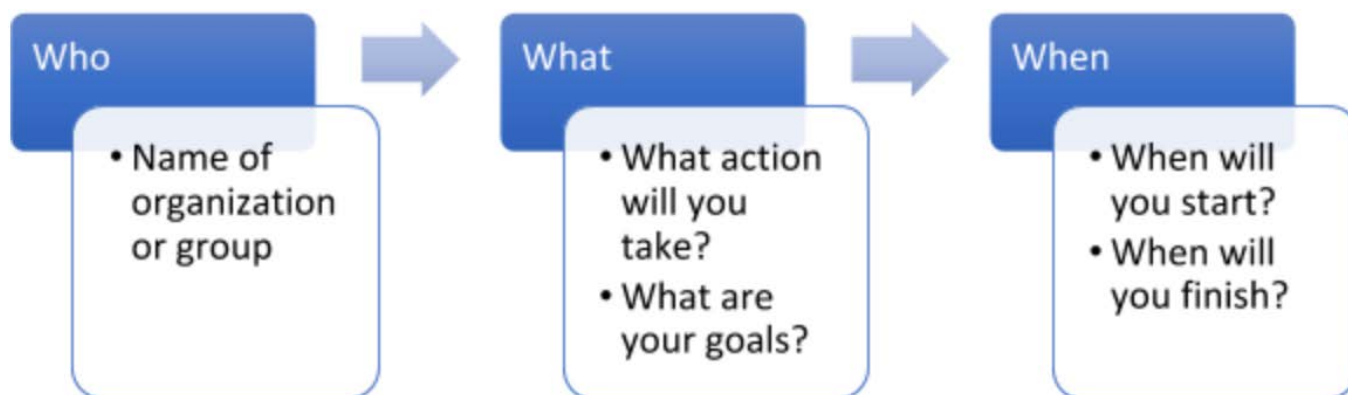 Who
• Name of
organization
or group
What
• What action
will you
take?
• What are
your goals?
When
• When will
you start?
• When will
you finish?